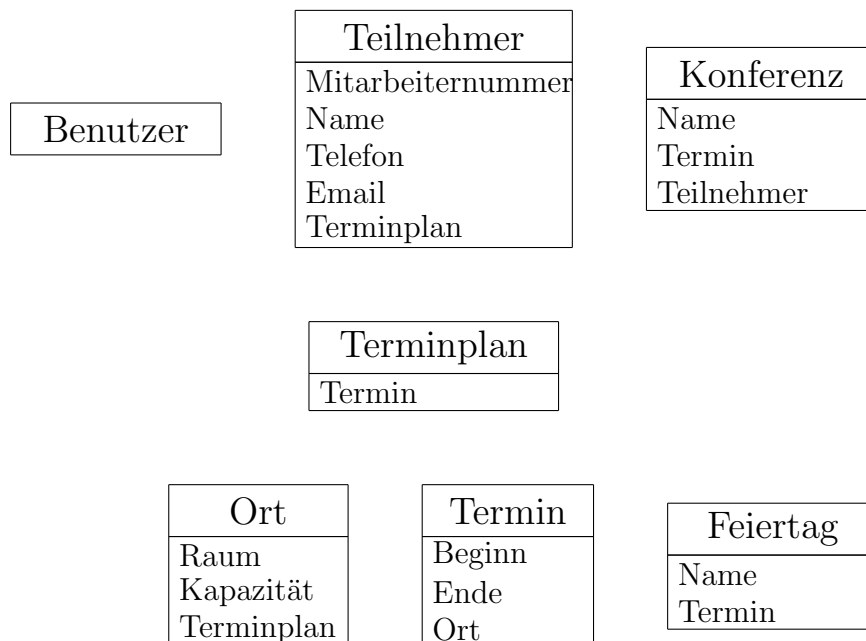 Benutzer
Teilnehmer
Mitarbeiternummer
Name
Telefon
Email
Terminplan
Konferenz
Name
Termin
Teilnehmer
Terminplan
Termin
Ort
Raum
Kapazität
Terminplan
Termin
Beginn
Ende
Ort
Feiertag
Name
Termin